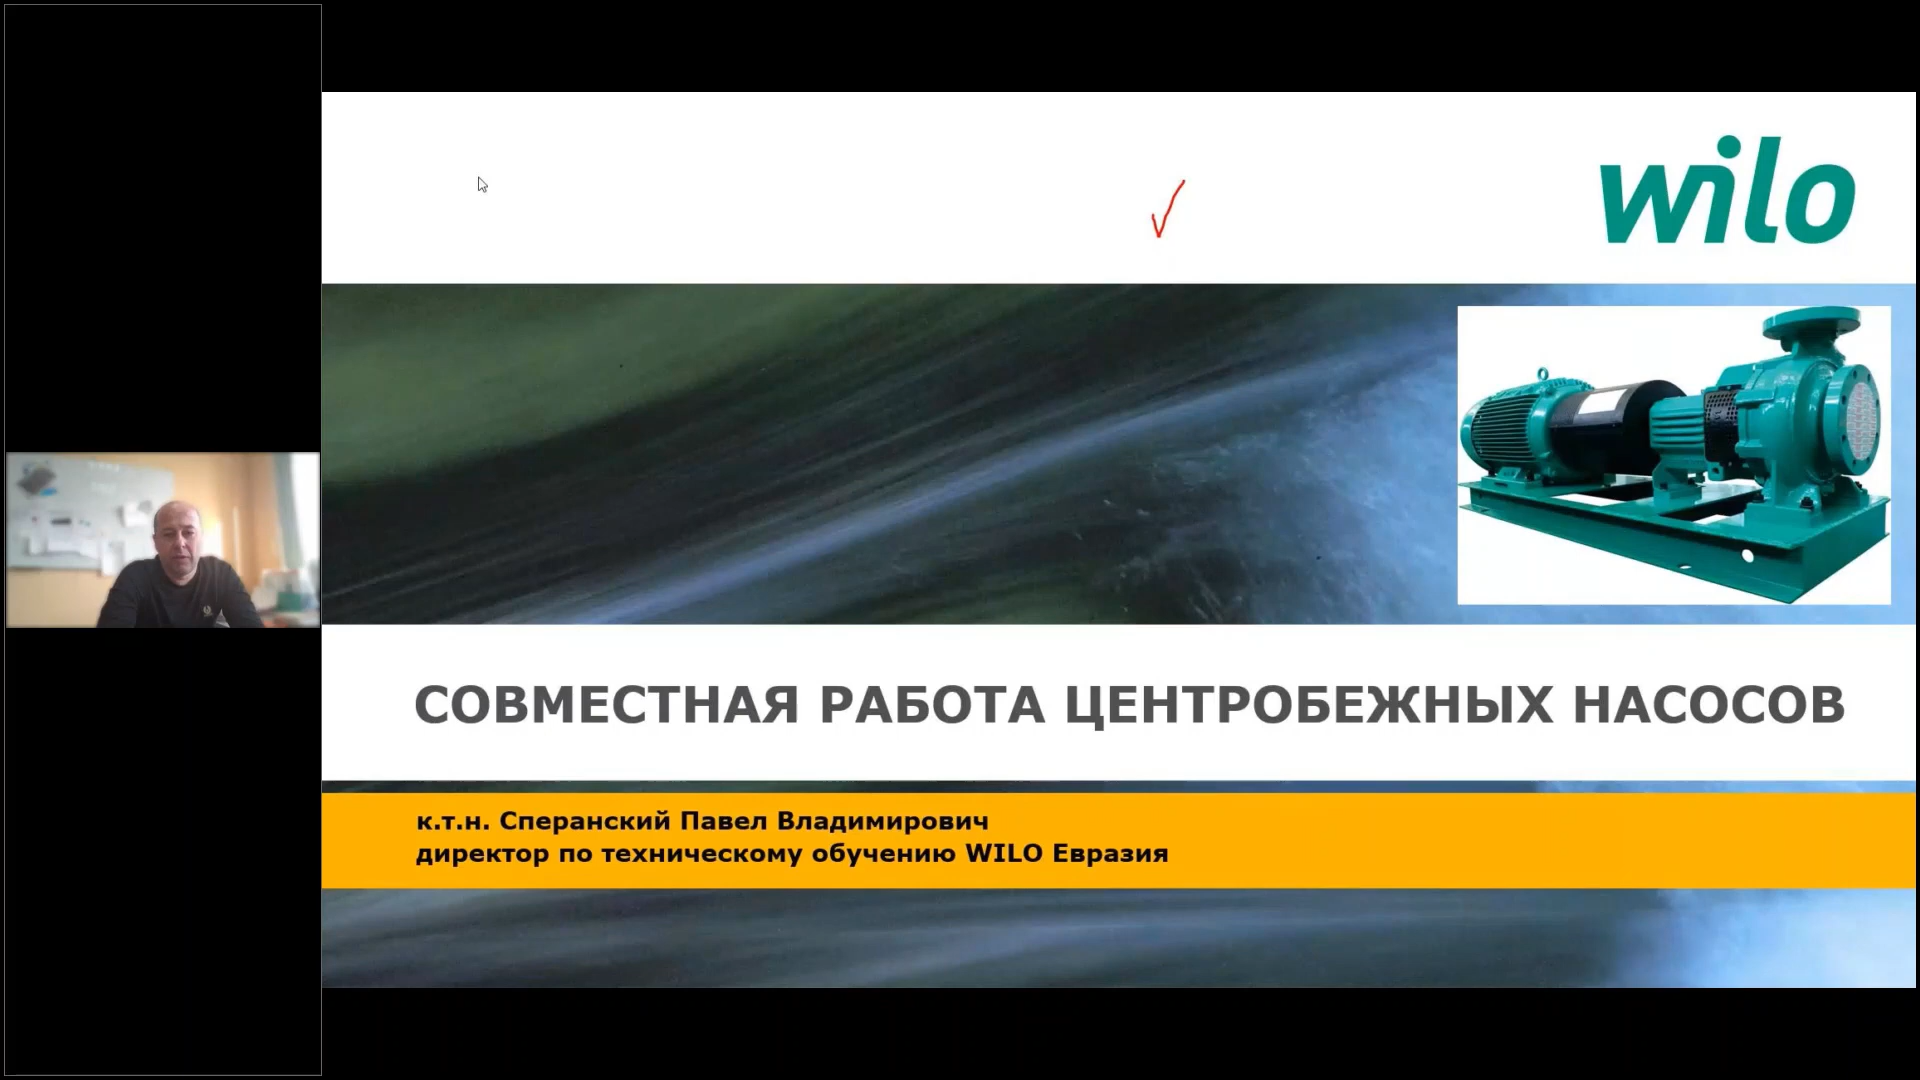 wilo
СОВМЕСТНАЯ РАБОТА ЦЕНТРОБЕЖНЫХ НАСОСОВ
к.т.н. Сперанский Павел Владимирович
директор по техническому обучению WILO Евразия